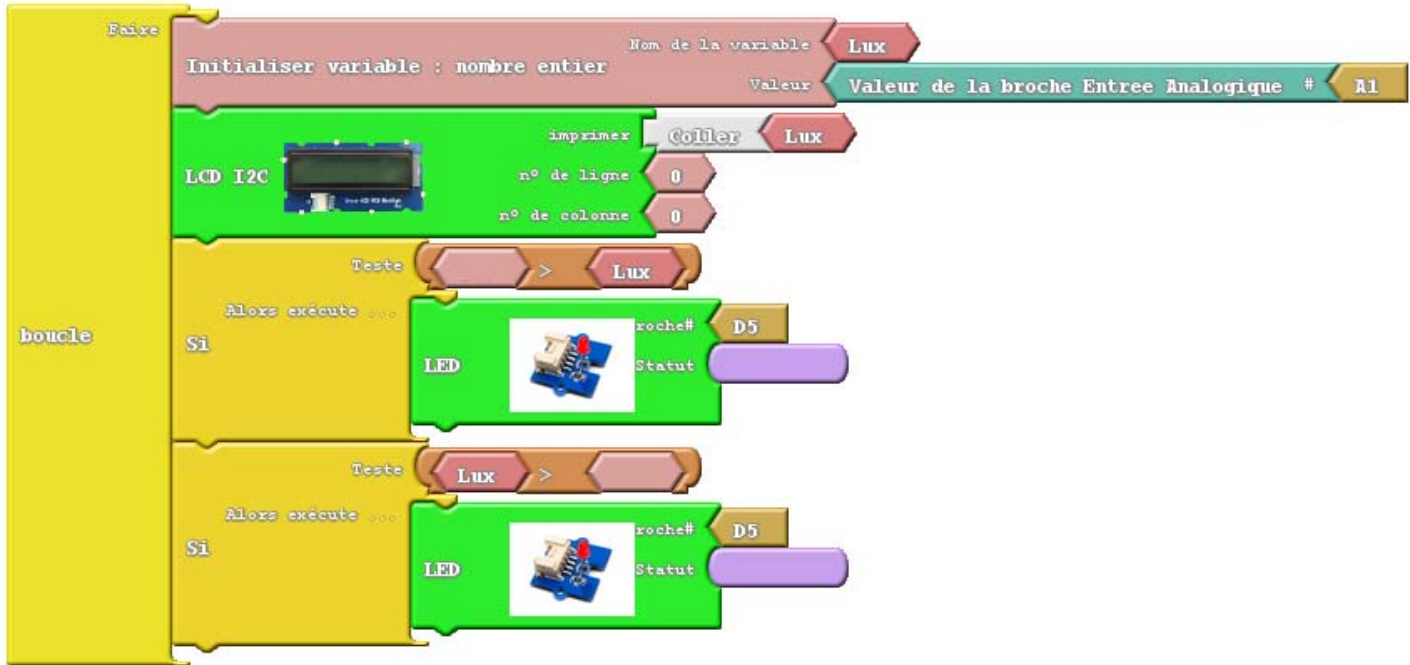 Faire
Nom de la variable Lux
Initialiser variable : nombre entier
Valeur Valeur de la broche Entree Analogique # A1
imprimer Coller Lux
LCD I2C
n° de ligne 0
n° de colonne 0
Teste > Lux
Alors exécute ...
boucle
Si
roche# D5
LED
Statut
Teste Lux >
Alors exécute ...
Si
roche# D5
LED
Statut